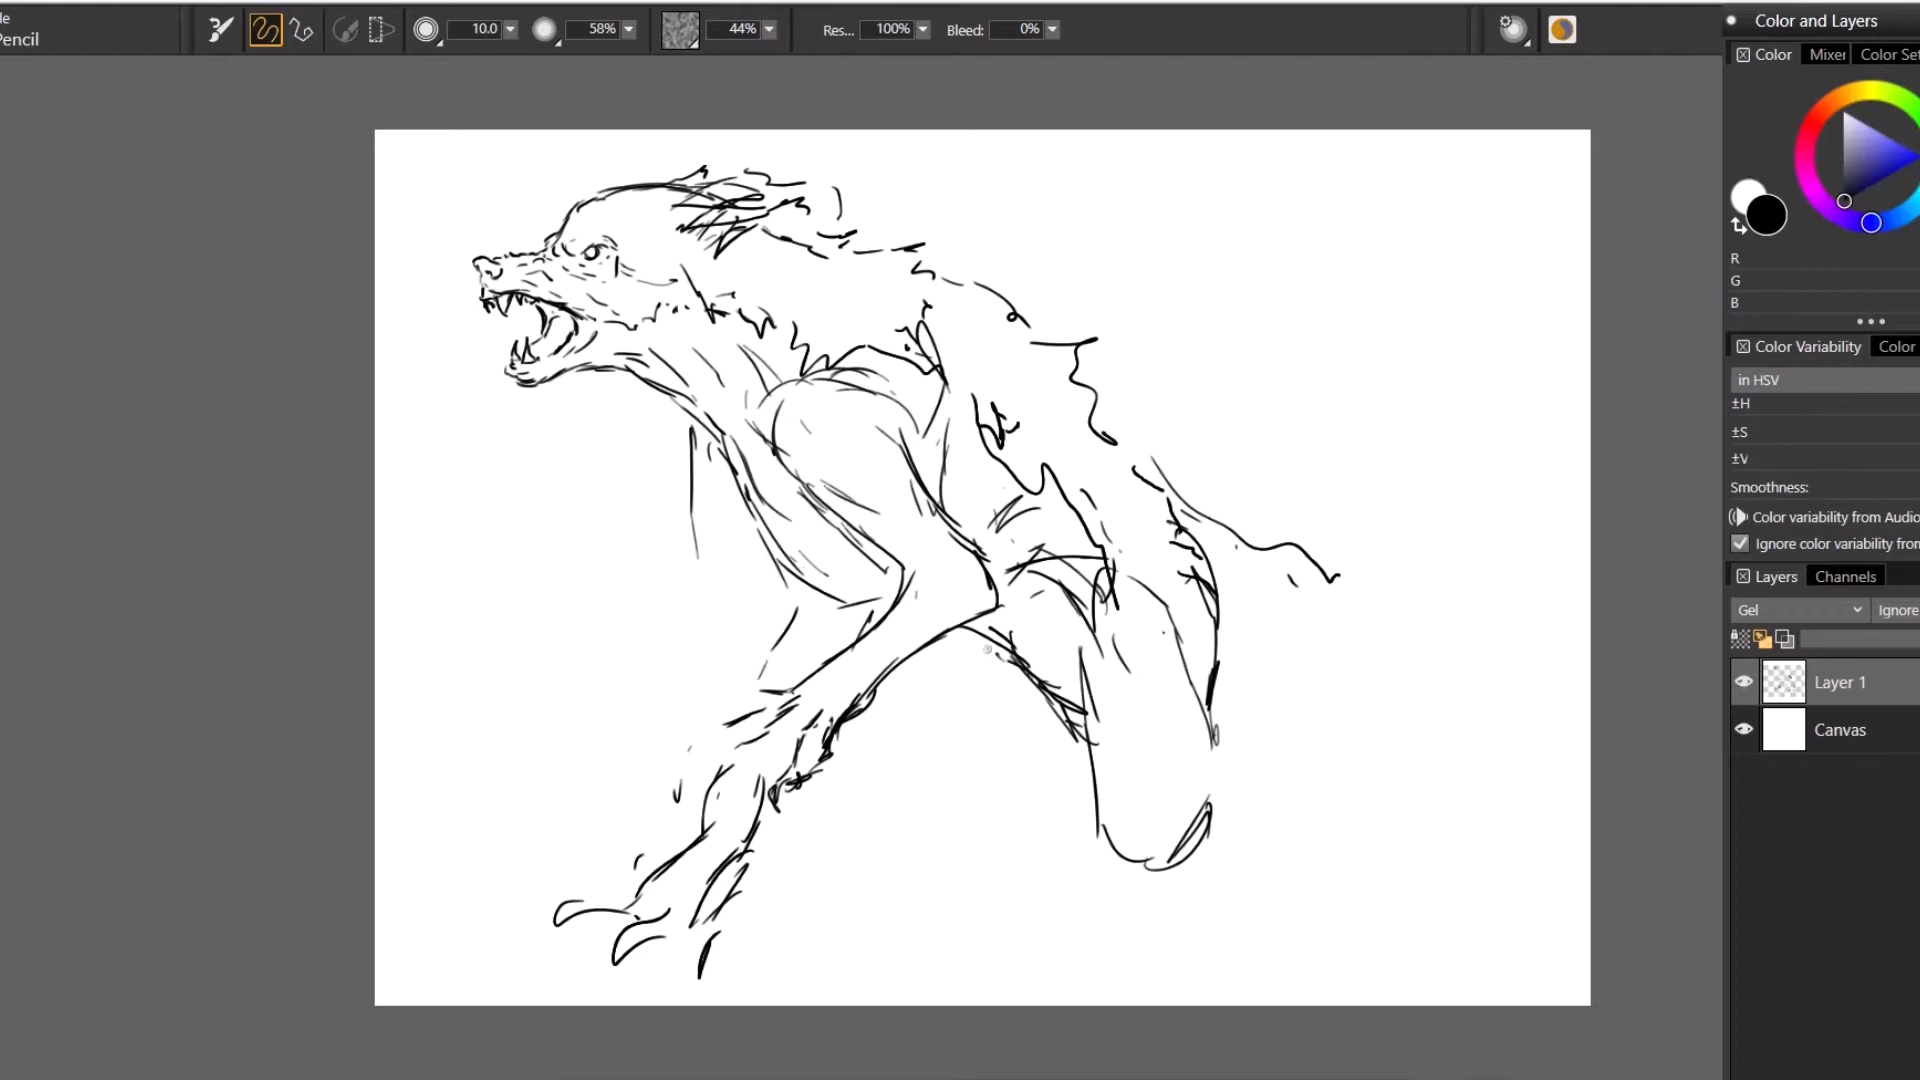 le
Pencil
10.0
58%
44%
Res... 100%
Bleed: 0%
Color and Layers
Color Mixer Color Set
R
G
B
Color Variability Color
in HSV
±H
±S
±V
Smoothness:
Color variability from Audio
Ignore color variability from
Layers Channels
Gel Ignore
Layer 1
Canvas